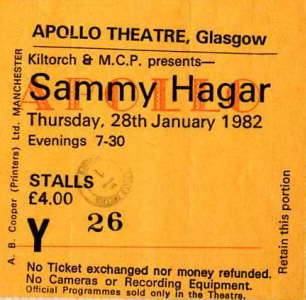 APOLLO THEATRE, Glasgow
Kiltorch & M.C.P. presents—
APOLLO
Sammy Hagar
Thursday, 28th January 1982
Evenings 7-30
STALLS
£4.00
Y 26
No Ticket exchanged nor money refunded.
No Cameras or Recording Equipment.
Official Programmes sold only in the Theatre.
A. B. Cooper (Printers) Ltd. MANCHESTER
Retain this portion